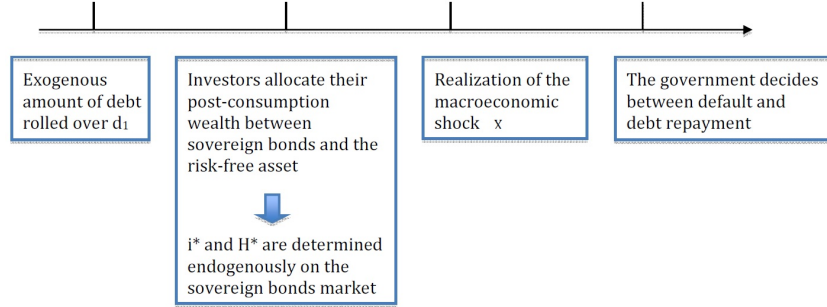 Exogenous
amount of debt
rolled over d₁
Investors allocate their
post-consumption
wealth between
sovereign bonds and the
risk-free asset
i* and H* are determined
endogenously on the
sovereign bonds market
Realization of the
macroeconomic
shock x
The government decides
between default and
debt repayment